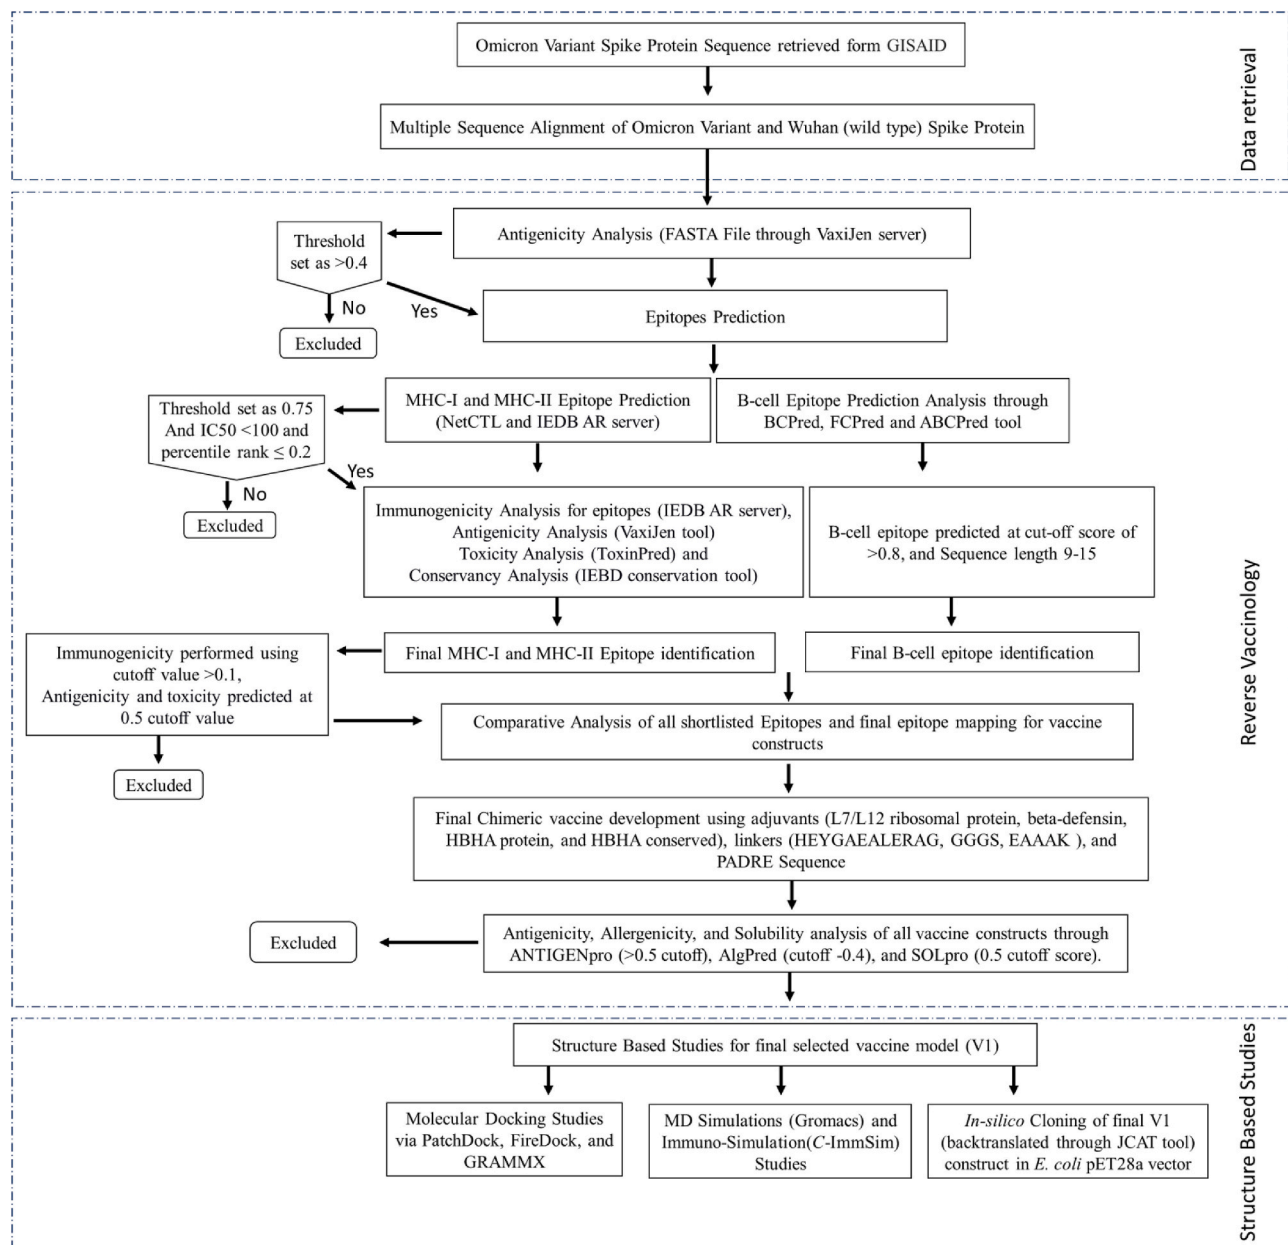 Omicron Variant Spike Protein Sequence retrieved form GISAID
Multiple Sequence Alignment of Omicron Variant and Wuhan (wild type) Spike Protein
Data retrieval
Antigenicity Analysis (FASTA File through VaxiJen server)
Threshold
set as >0.4
No
Yes
Excluded
Epitopes Prediction
MHC-I and MHC-II Epitope Prediction
(NetCTL and IEDB AR server)
B-cell Epitope Prediction Analysis through
BCPred, FCPred and ABCPred tool
Threshold set as 0.75
And IC50 <100 and
percentile rank ≤ 0.2
Yes
No
Excluded
Immunogenicity Analysis for epitopes (IEDB AR server),
Antigenicity Analysis (VaxiJen tool)
Toxicity Analysis (ToxinPred) and
Conservancy Analysis (IEBD conservation tool)
B-cell epitope predicted at cut-off score of
>0.8, and Sequence length 9-15
Reverse Vaccinology
Final MHC-I and MHC-II Epitope identification
Final B-cell epitope identification
Immunogenicity performed using
cutoff value >0.1,
Antigenicity and toxicity predicted at
0.5 cutoff value
Excluded
Comparative Analysis of all shortlisted Epitopes and final epitope mapping for vaccine
constructs
Final Chimeric vaccine development using adjuvants (L7/L12 ribosomal protein, beta-defensin,
HBHA protein, and HBHA conserved), linkers (HEYGAEALERAG, GGGS, EAAAK ), and
PADRE Sequence
Antigenicity, Allergenicity, and Solubility analysis of all vaccine constructs through
ANTIGENpro (>0.5 cutoff), AlgPred (cutoff -0.4), and SOLpro (0.5 cutoff score).
Excluded
Structure Based Studies for final selected vaccine model (V1)
Structure Based Studies
Molecular Docking Studies
via PatchDock, FireDock, and
GRAMMX
MD Simulations (Gromacs) and
Immuno-Simulation(C-ImmSim)
Studies
In-silico Cloning of final V1
(backtranslated through JCAT tool)
construct in E. coli pET28a vector